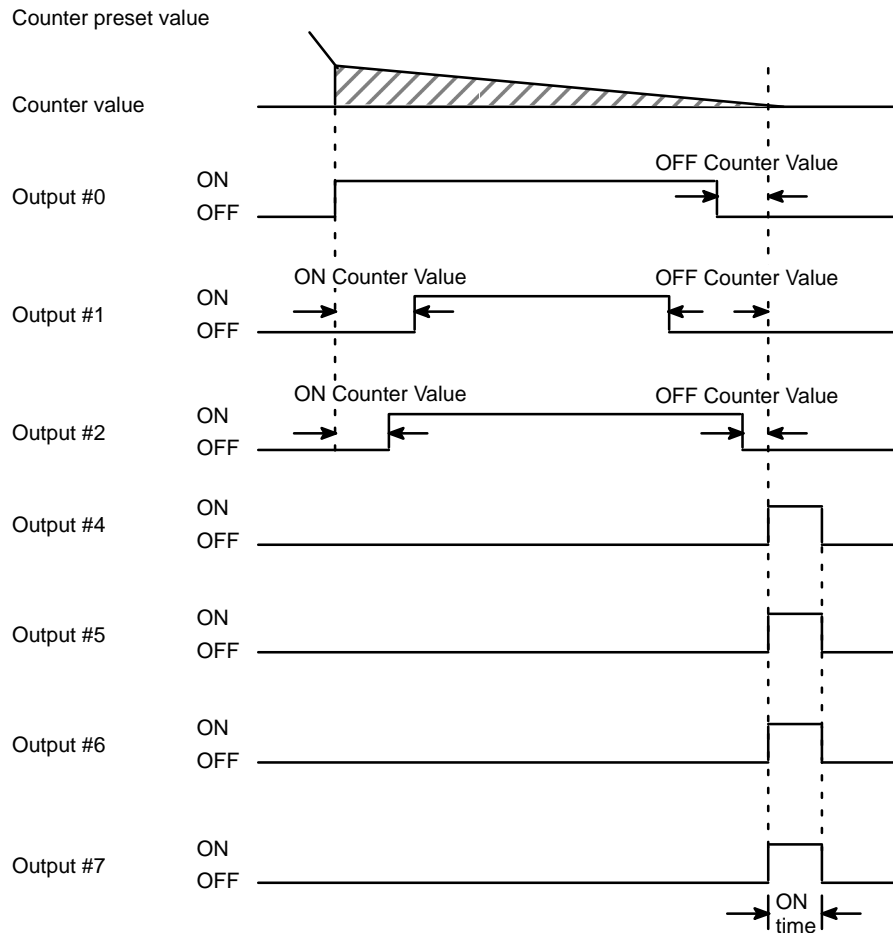 Counter preset value
Counter value
OFF Counter Value
Output #0
ON
OFF
ON Counter Value
OFF Counter Value
Output #1
ON
OFF
ON Counter Value
OFF Counter Value
Output #2
ON
OFF
Output #4
ON
OFF
Output #5
ON
OFF
Output #6
ON
OFF
Output #7
ON
OFF
ON
time